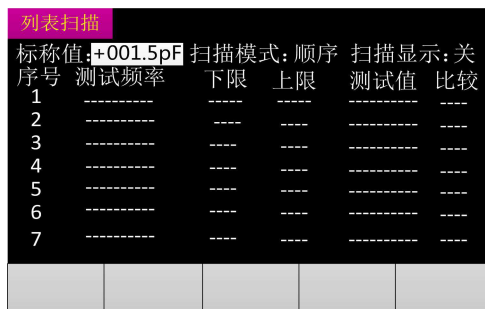 列表扫描
标称值:+001.5pF 扫描模式:顺序 扫描显示:关
序号 测试频率 下限 上限 测试值 比较
1 ---------- ----- ----- ---------- ----
2 ---------- ---- ---- ---------- ----
3 ---------- ---- ---- ---------- ----
4 ---------- ---- ---- ---------- ----
5 ---------- ---- ---- ---------- ----
6 ---------- ---- ---- ---------- ----
7 ---------- ---- ---- ---------- ----